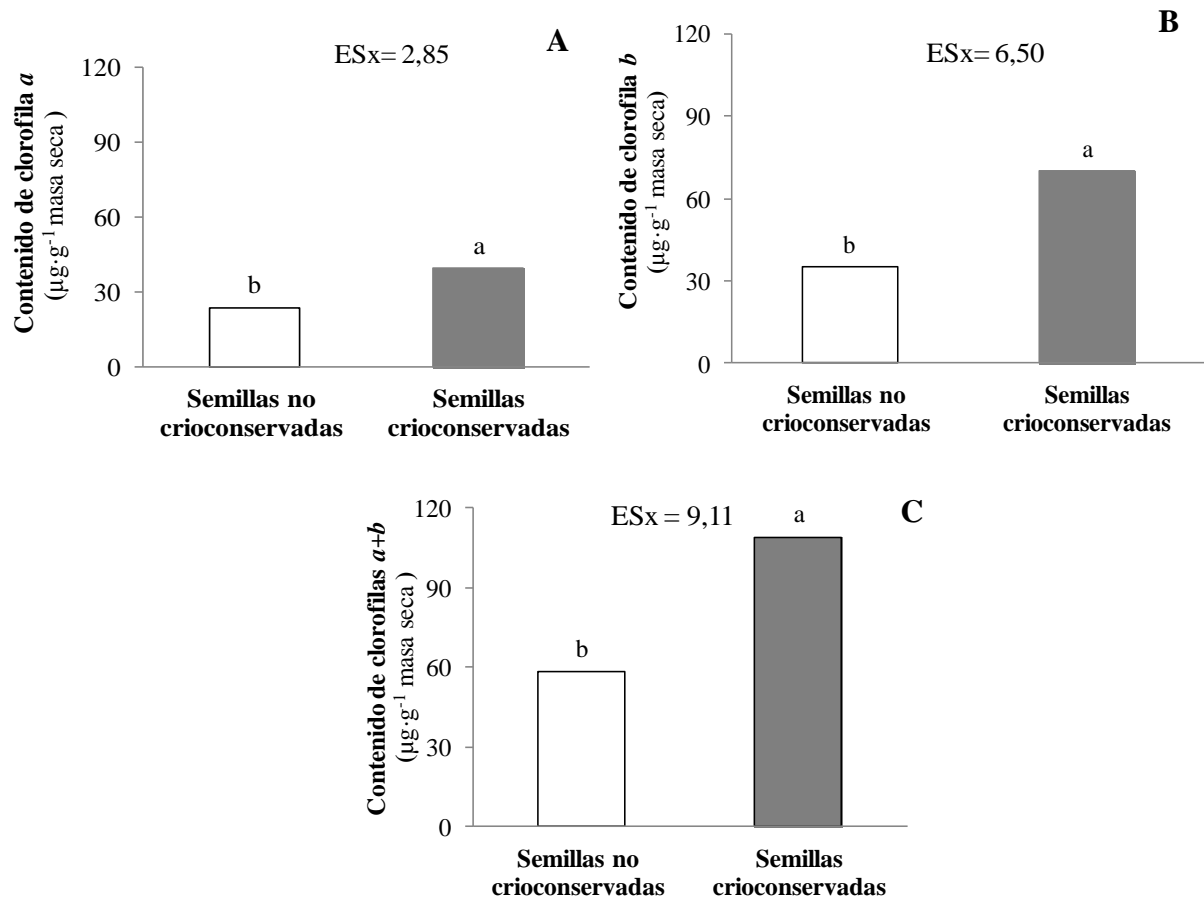 A
ESx= 2,85
Contenido de clorofila a
(µg·g-1 masa seca )
120
90
60
30
0
b
a
Semillas no
crioconservadas
Semillas
crioconservadas
B
ESx= 6,50
Contenido de clorofila b
(µg·g-1 masa seca)
120
90
60
30
0
b
a
Semillas no
crioconservadas
Semillas
crioconservadas
C
ESx = 9,11
Contenido de clorofilas a+b
(µg·g-1 masa seca )
120
90
60
30
0
b
a
Semillas no
crioconservadas
Semillas
crioconservadas